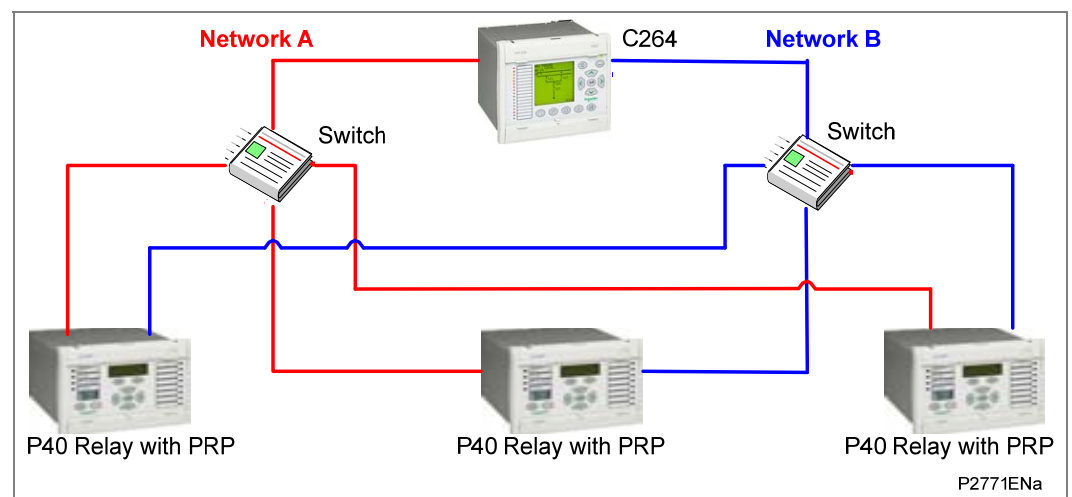 Network A
C264
Network B
Switch
Switch
P40 Relay with PRP
P40 Relay with PRP
P40 Relay with PRP
P2771ENa